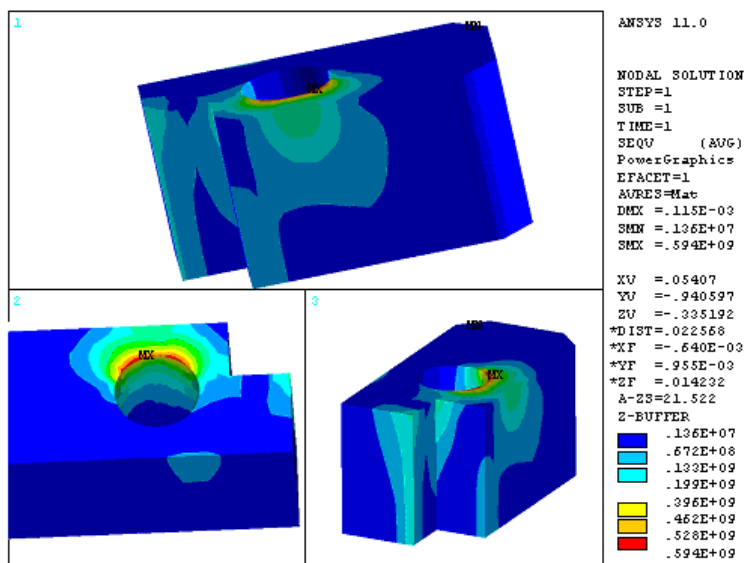 1
MN
MX
2
MX
3
MN
MX
ANSYS 11.0
NODAL SOLUTION
STEP=1
SUB =1
TIME=1
SEQV (AVG)
PowerGraphics
EFACET=1
AVRES=Mat
DMX =.115E-03
SMN =.136E+07
SMX =.594E+09
XV =.05407
YV =-.940597
ZV =-.335192
*DIST=.022568
*XF =-.640E-03
*YF =.955E-03
*ZF =.014232
A-ZS=21.522
Z-BUFFER
.136E+07
.672E+08
.133E+09
.199E+09
.396E+09
.462E+09
.528E+09
.594E+09